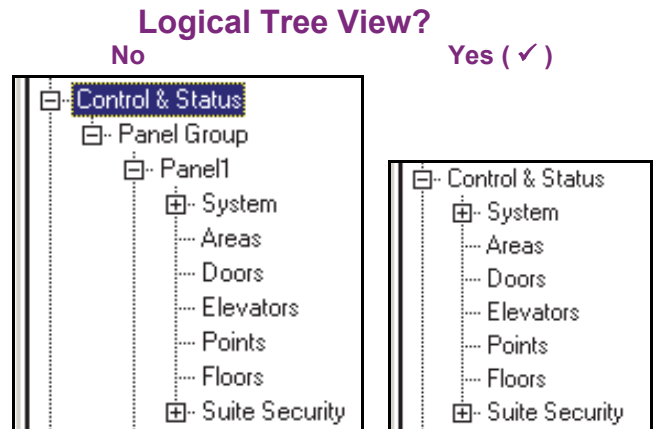 Logical Tree View?
No
Yes ( ✓ )
Control & Status
Panel Group
Panel1
System
Areas
Doors
Elevators
Points
Floors
Suite Security
Control & Status
System
Areas
Doors
Elevators
Points
Floors
Suite Security